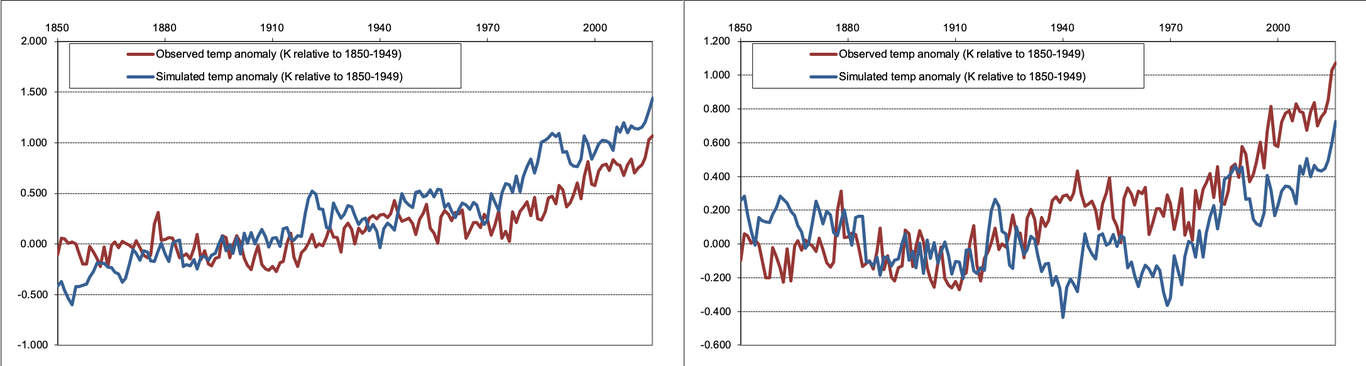 1850 1880 1910 1940 1970 2000
2.000
Observed temp anomaly (K relative to 1850-1949)
Simulated temp anomaly (K relative to 1850-1949)
1.500
1.000
0.500
0.000
-0.500
-1.000
1850 1880 1910 1940 1970 2000
1.200
Observed temp anomaly (K relative to 1850-1949)
Simulated temp anomaly (K relative to 1850-1949)
1.000
0.800
0.600
0.400
0.200
0.000
-0.200
-0.400
-0.600